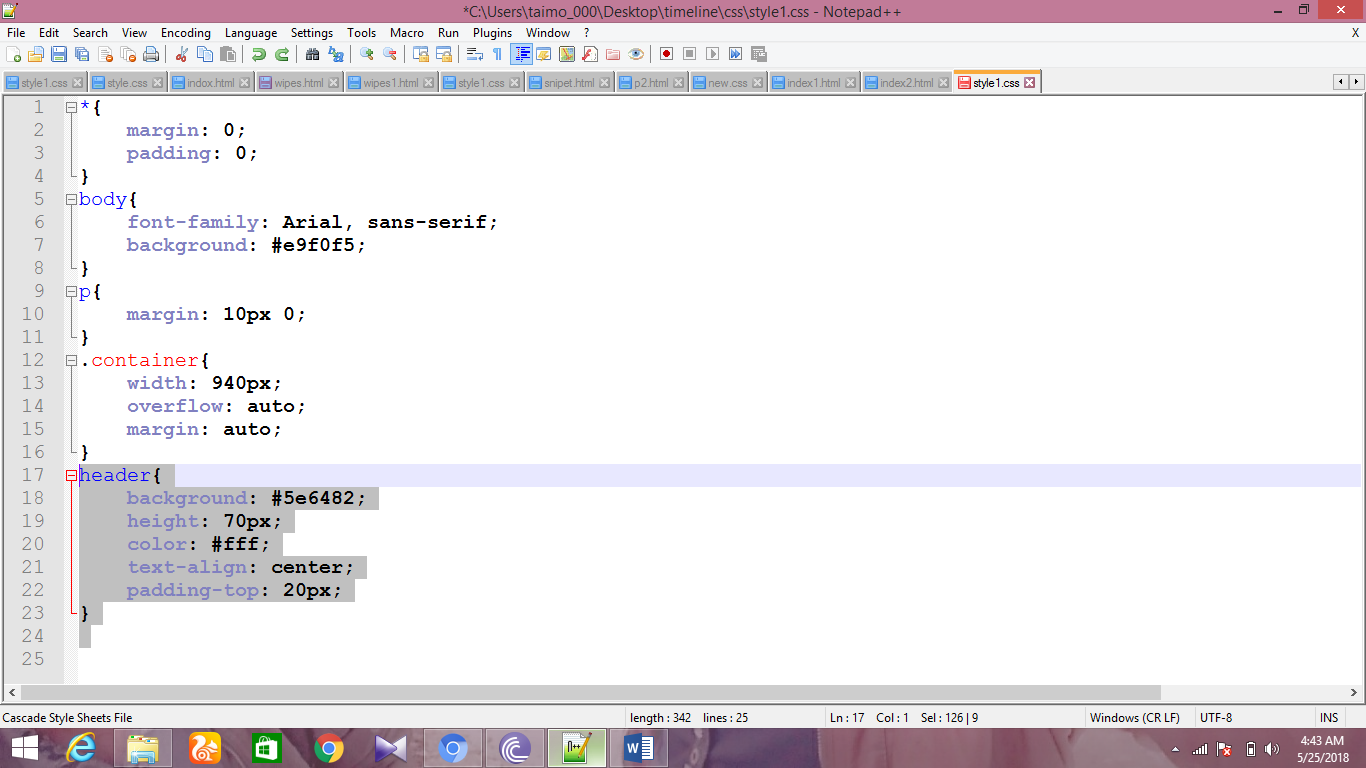 *C:\Users\taimo_000\Desktop\timeline\css\style1.css - Notepad++
File Edit Search View Encoding Language Settings Tools Macro Run Plugins Window ? X
style1.css style.css indox.html wipes.html wipes1.html style1.css snipet.html p2.html new.css index1.html index2.html style1.css
1 *{
2 margin: 0;
3 padding: 0;
4 }
5 body{
6 font-family: Arial, sans-serif;
7 background: #e9f0f5;
8 }
9 p{
10 margin: 10px 0;
11 }
12 .container{
13 width: 940px;
14 overflow: auto;
15 margin: auto;
16 }
17 header{
18 background: #5e6482;
19 height: 70px;
20 color: #fff;
21 text-align: center;
22 padding-top: 20px;
23 }
24
25
Cascade Style Sheets File length : 342 lines : 25 Ln : 17 Col : 1 Sel : 126 | 9 Windows (CR LF) UTF-8 INS
4:43 AM
5/25/2018